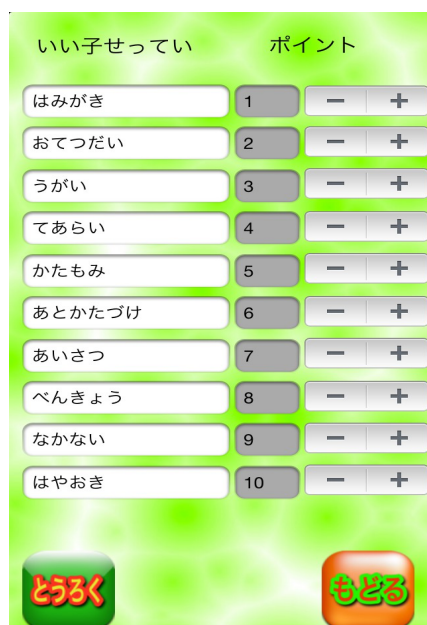 いい子せってい ポイント
はみがき 1 － ＋
おてつだい 2 － ＋
うがい 3 － ＋
てあらい 4 － ＋
かたもみ 5 － ＋
あとかたづけ 6 － ＋
あいさつ 7 － ＋
べんきょう 8 － ＋
なかない 9 － ＋
はやおき 10 － ＋
とうろく もどる